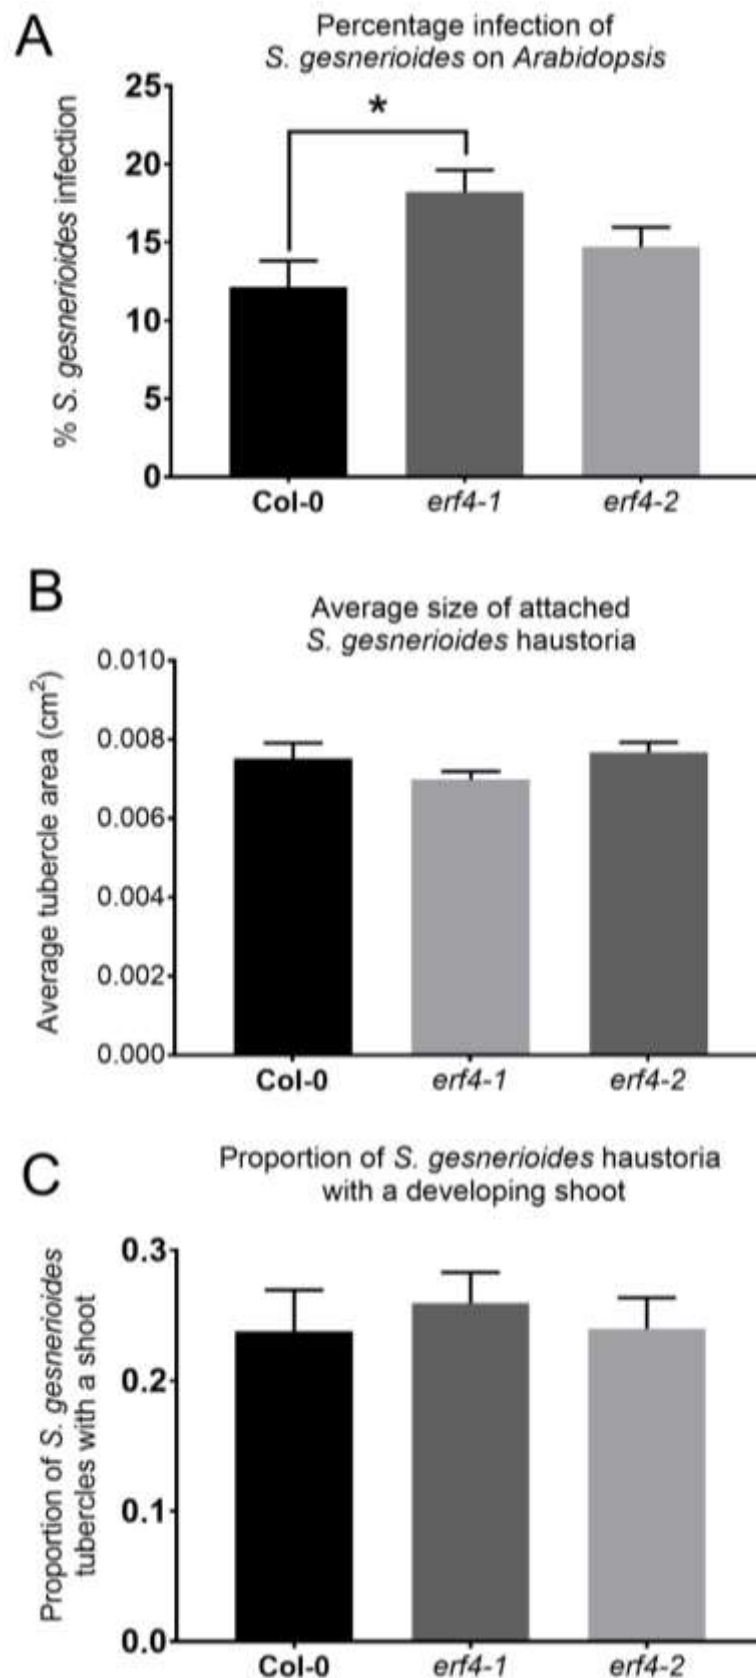 A
Percentage infection of
S. gesnerioides on Arabidopsis
% S. gesnerioides infection
25
20
15
10
5
0
*
Col-0
erf4-1
erf4-2
B
Average size of attached
S. gesnerioides haustoria
Average tubercle area (cm²)
0.010
0.008
0.006
0.004
0.002
0.000
Col-0
erf4-1
erf4-2
C
Proportion of S. gesnerioides haustoria
with a developing shoot
Proportion of S. gesnerioides
tubercles with a shoot
0.3
0.2
0.1
0.0
Col-0
erf4-1
erf4-2